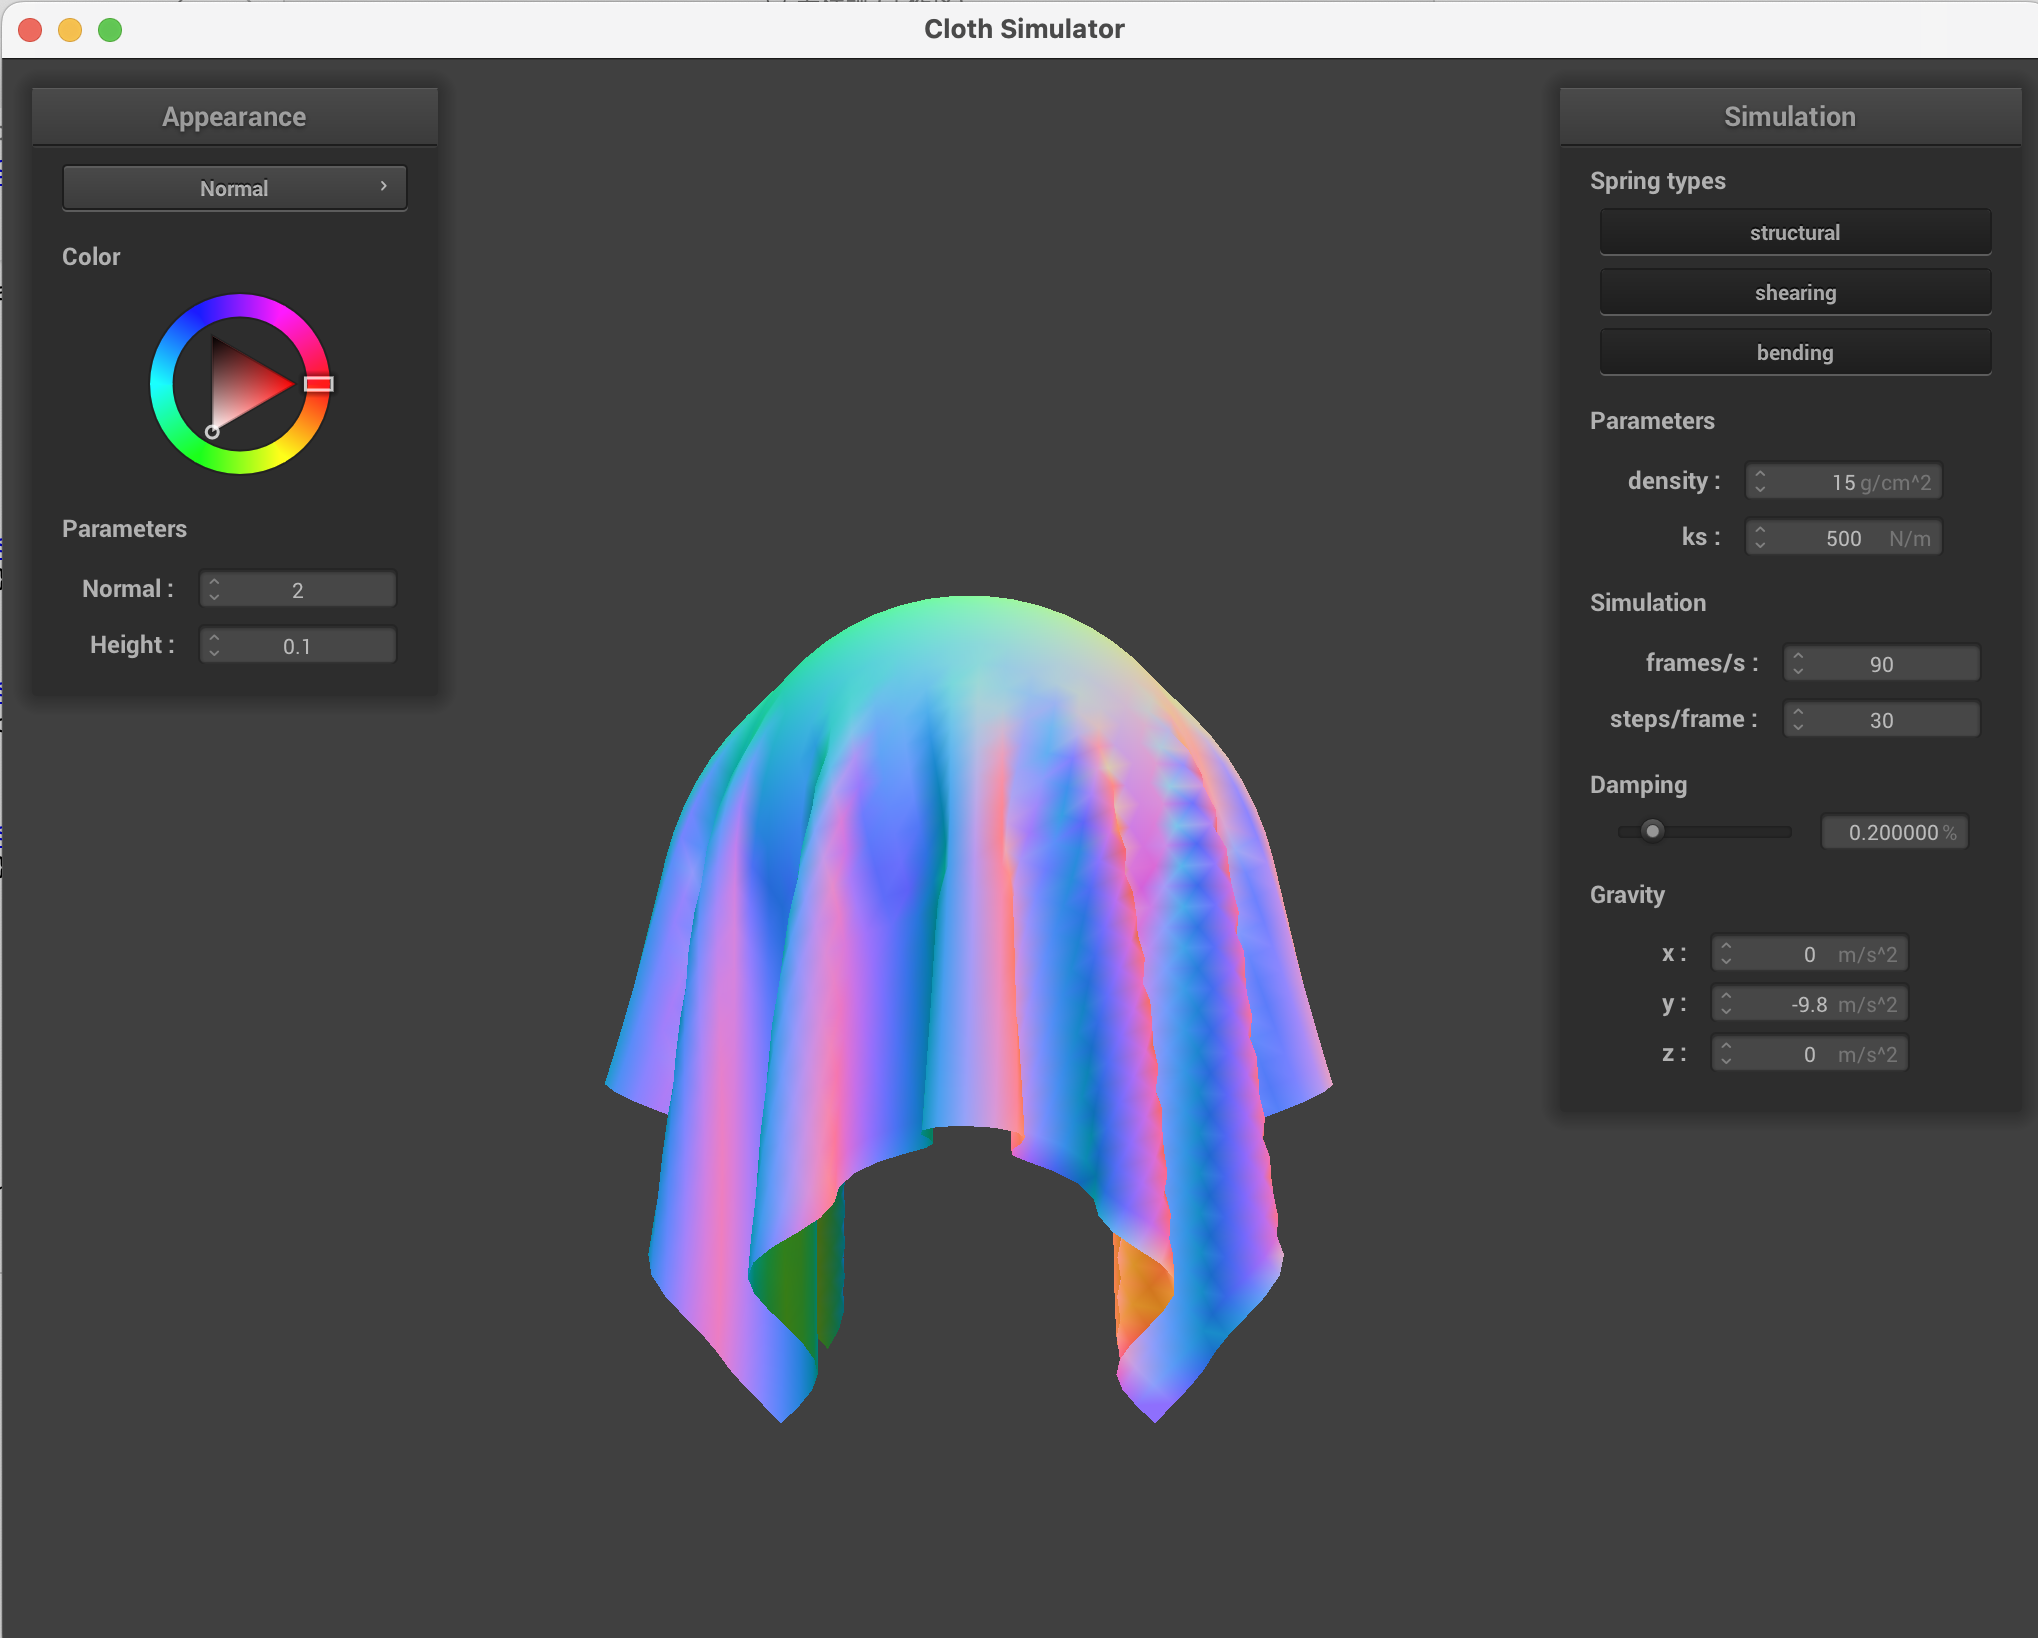 Cloth Simulator
Appearance
Normal
Color
Parameters
Normal :
2
Height :
0.1
Simulation
Spring types
structural
shearing
bending
Parameters
density :
15 g/cm^2
ks :
500 N/m
Simulation
frames/s :
90
steps/frame :
30
Damping
0.200000 %
Gravity
x :
0 m/s^2
y :
-9.8 m/s^2
z :
0 m/s^2